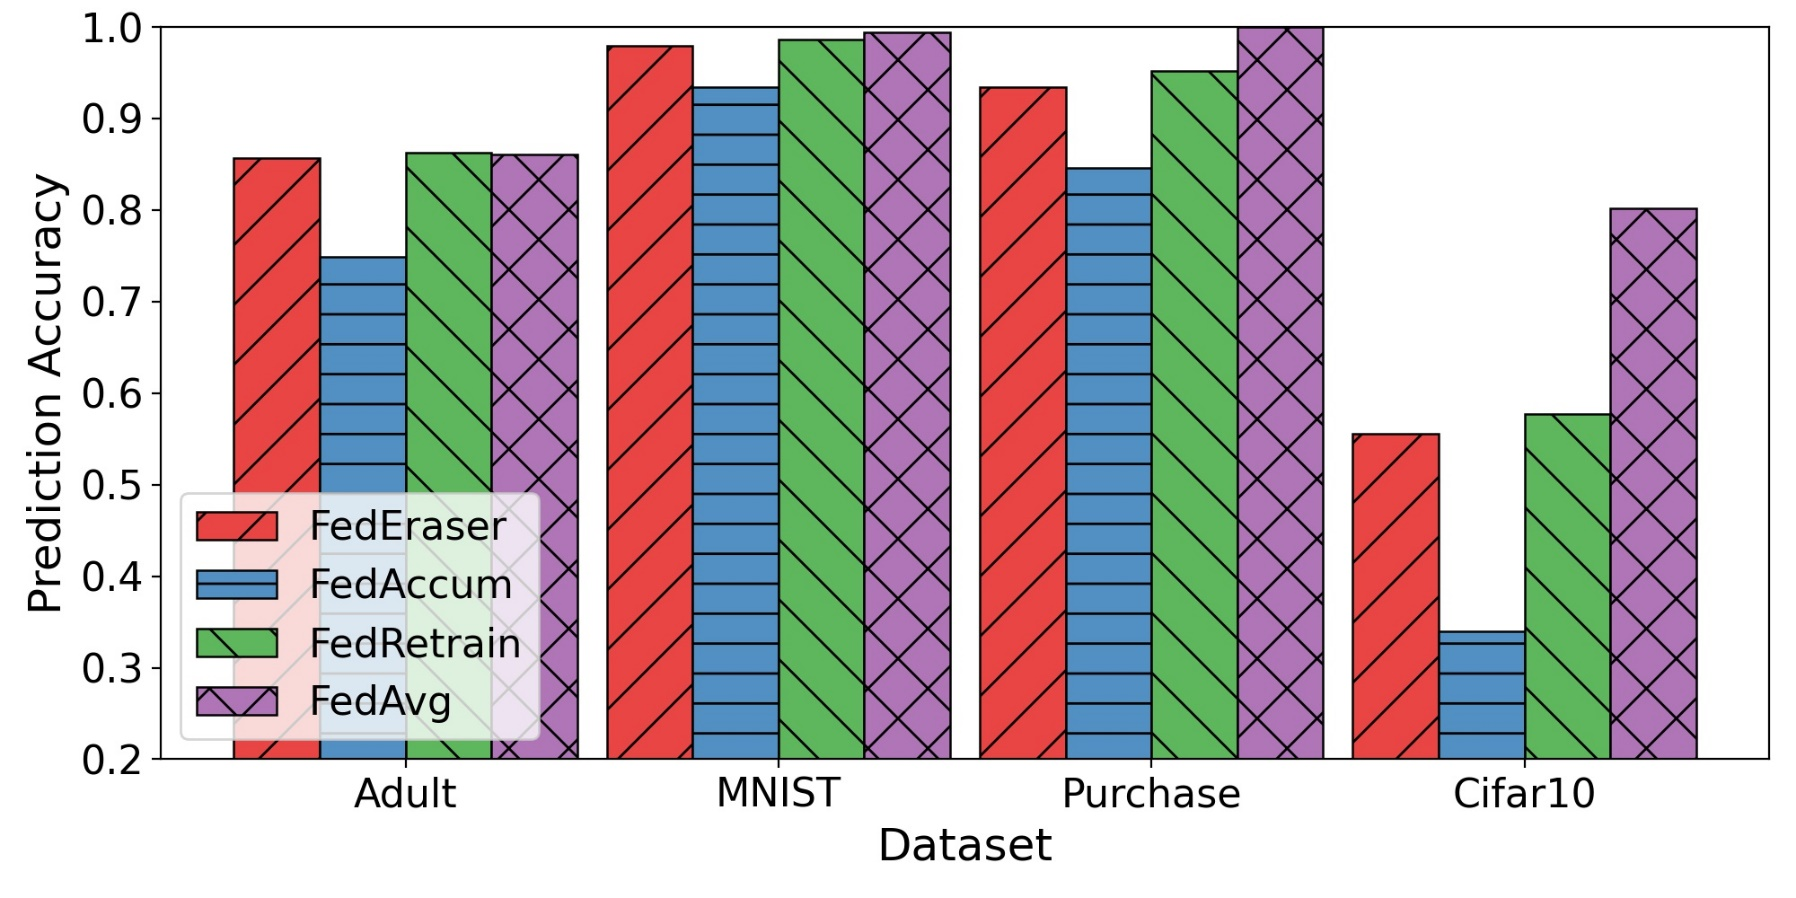 Prediction Accuracy
1.0
0.9
0.8
0.7
0.6
0.5
0.4
0.3
0.2
FedEraser
FedAccum
FedRetrain
FedAvg
Adult MNIST Purchase Cifar10
Dataset